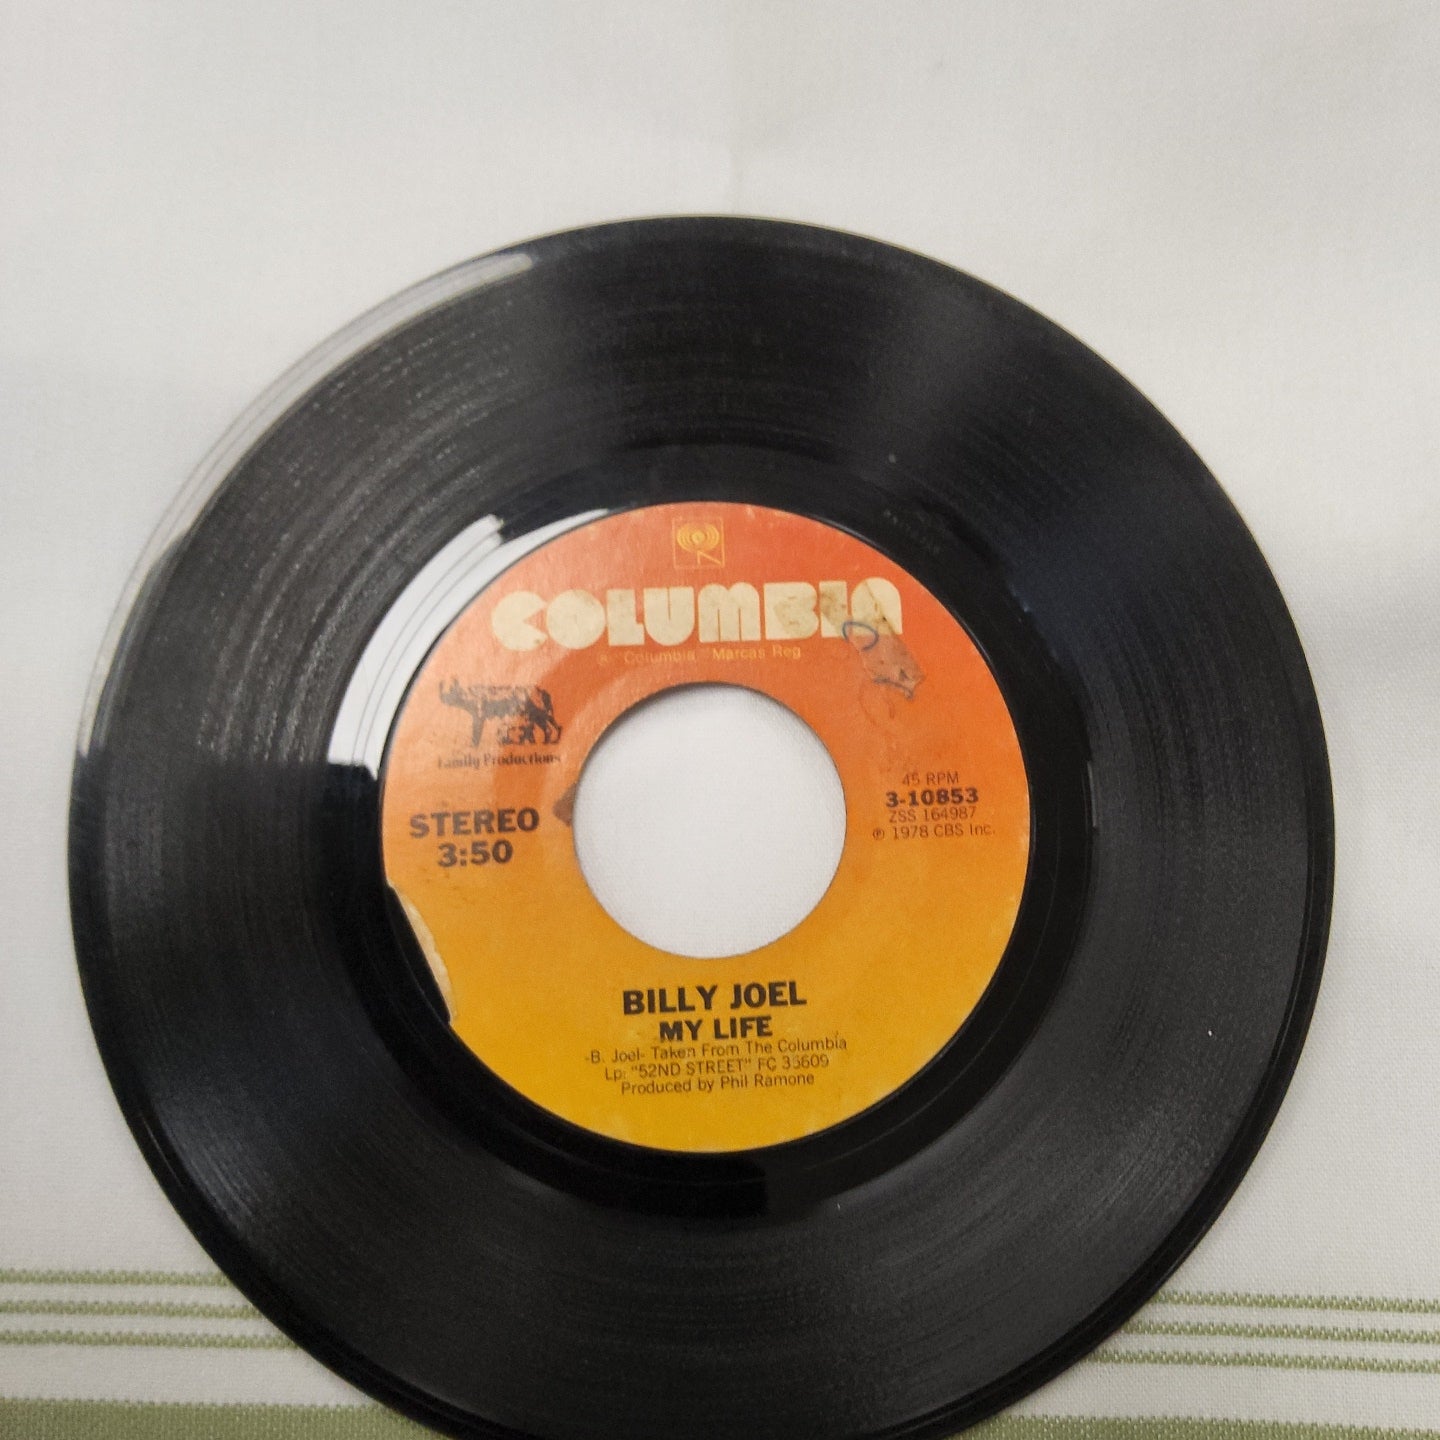 COLUMBIA
® "Columbia," Marcas Reg
Family Productions
STEREO
3:50
45 RPM
3-10853
ZSS 164987
℗ 1978 CBS Inc.
BILLY JOEL
MY LIFE
-B. Joel- Taken From The Columbia
Lp: "52ND STREET" FC 35609
Produced by Phil Ramone